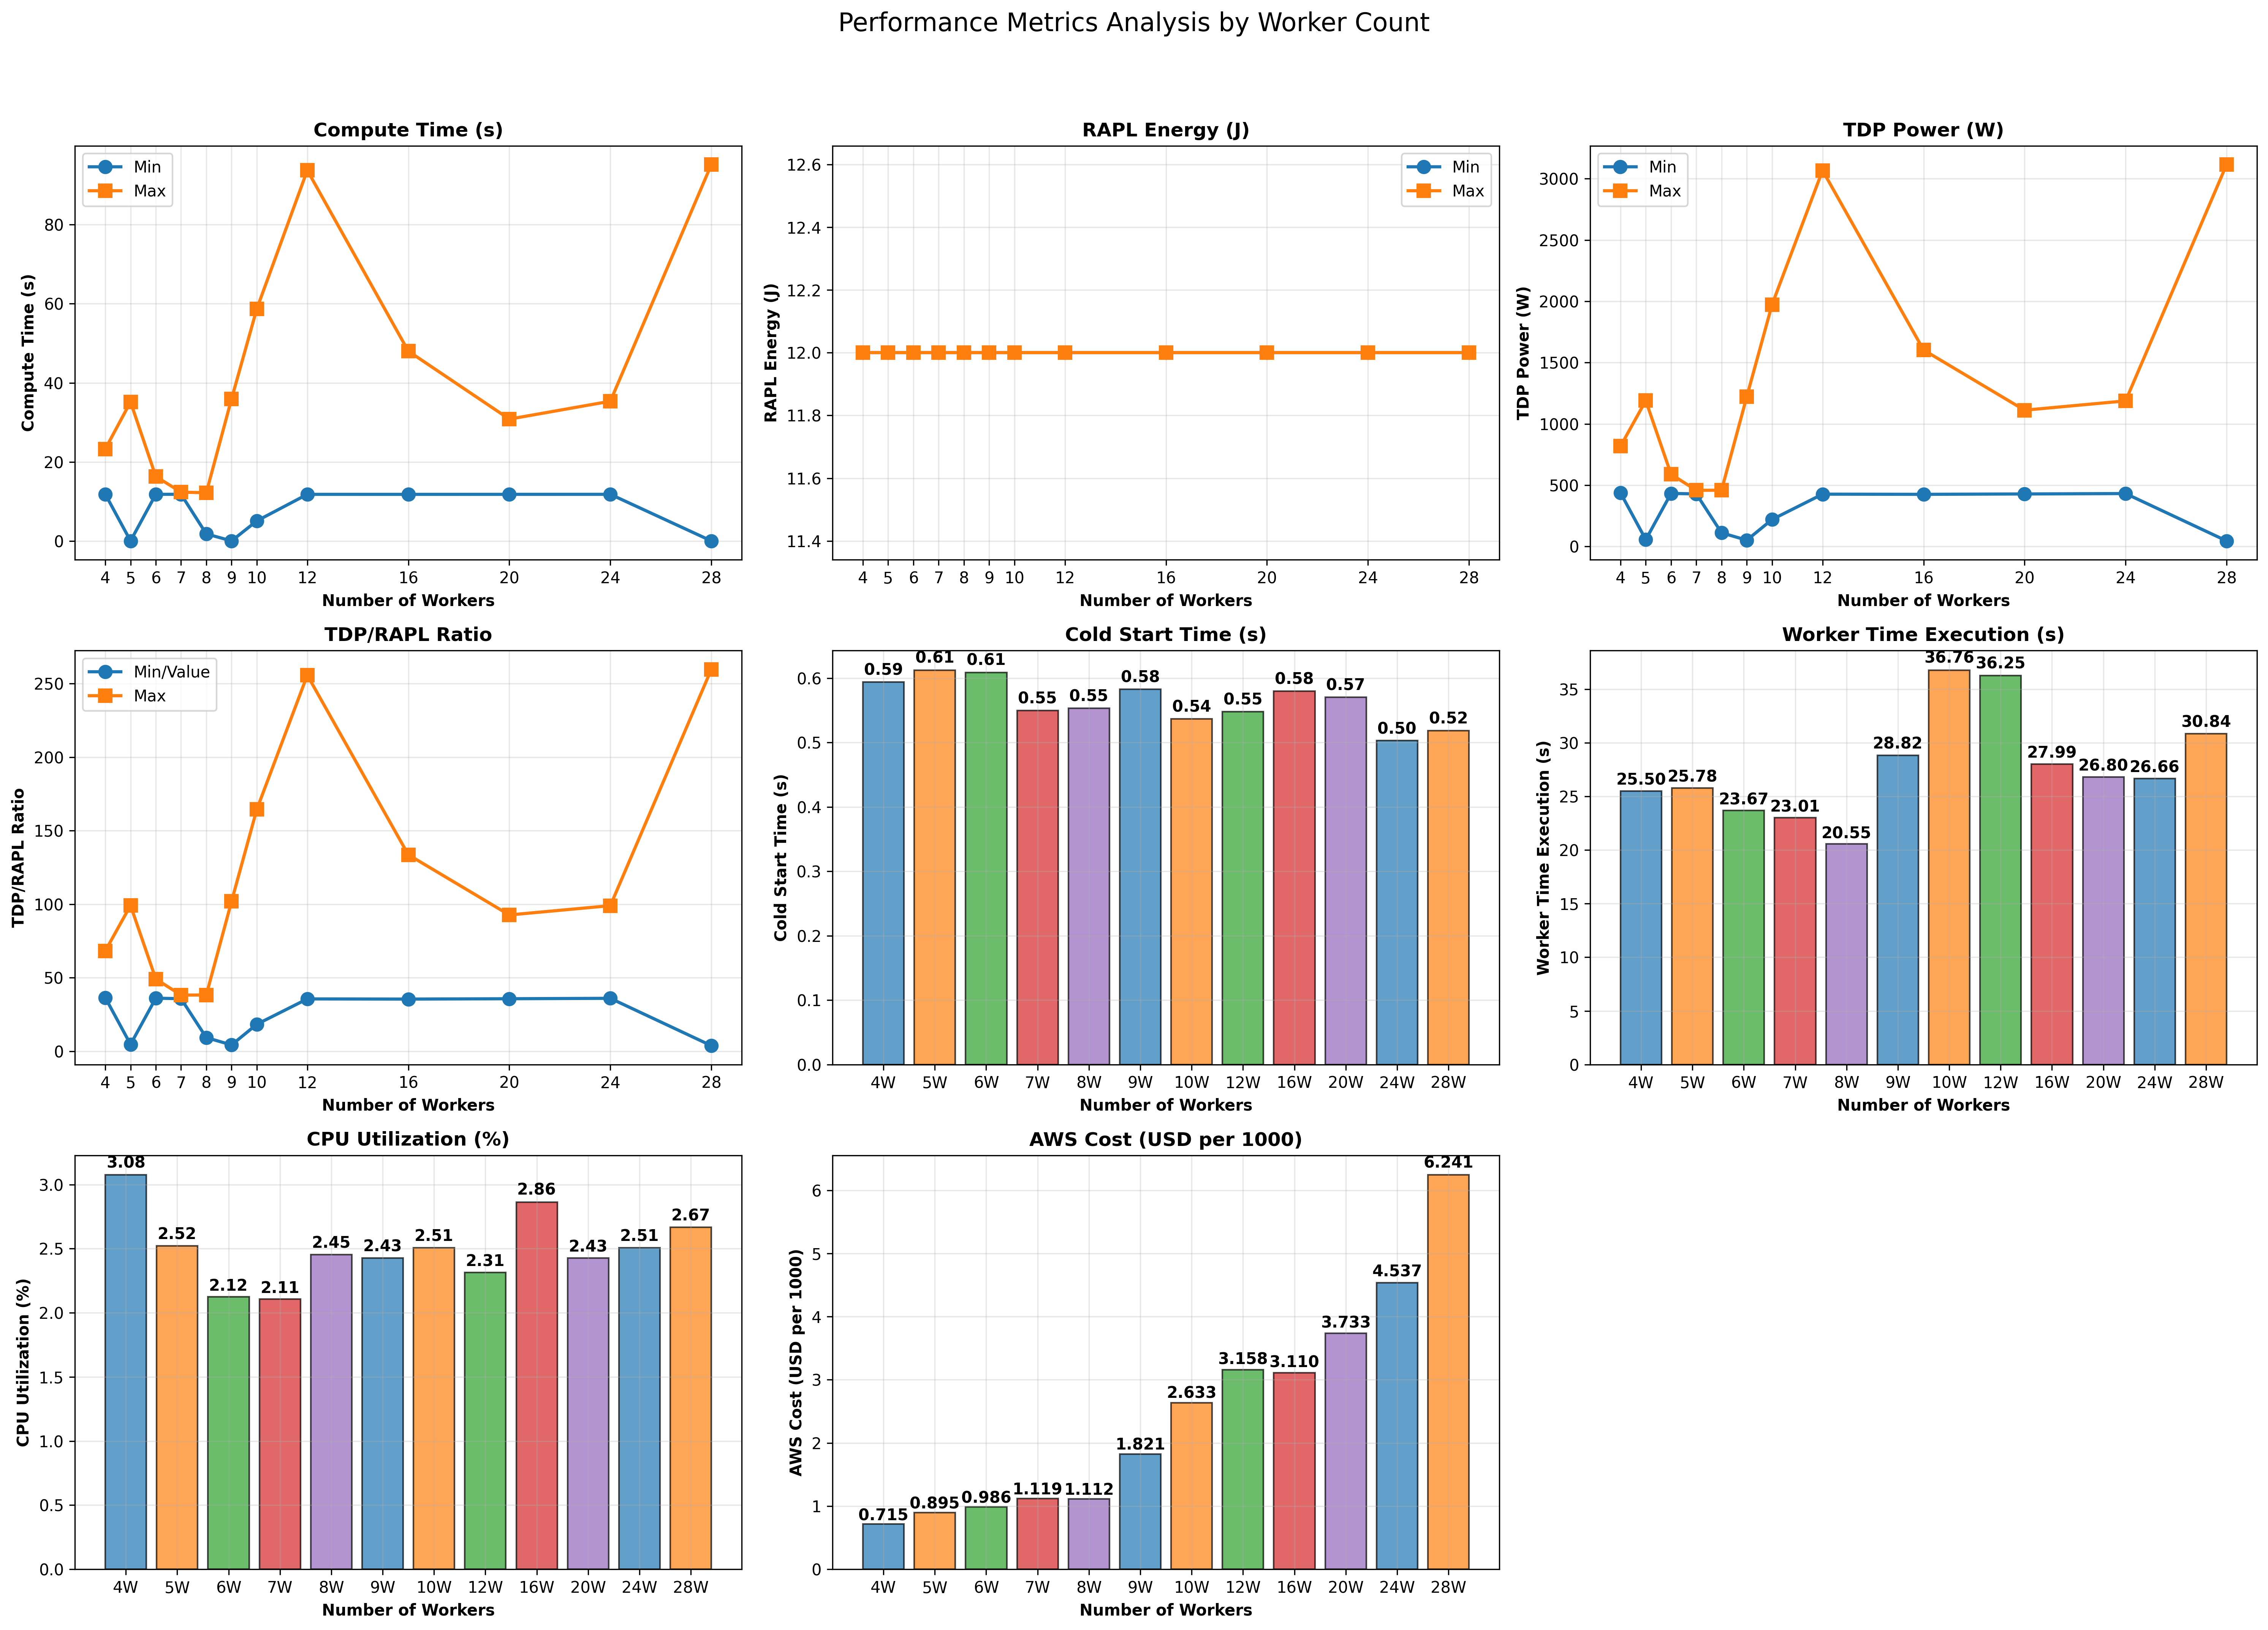 Performance Metrics Analysis by Worker Count
Compute Time (s)
Compute Time (s)
80
60
40
20
0
Min
Max
4 5 6 7 8 9 10 12 16 20 24 28
Number of Workers
RAPL Energy (J)
RAPL Energy (J)
12.6
12.4
12.2
12.0
11.8
11.6
11.4
Min
Max
4 5 6 7 8 9 10 12 16 20 24 28
Number of Workers
TDP Power (W)
TDP Power (W)
3000
2500
2000
1500
1000
500
0
Min
Max
4 5 6 7 8 9 10 12 16 20 24 28
Number of Workers
TDP/RAPL Ratio
TDP/RAPL Ratio
250
200
150
100
50
0
Min/Value
Max
4 5 6 7 8 9 10 12 16 20 24 28
Number of Workers
Cold Start Time (s)
Cold Start Time (s)
0.6
0.5
0.4
0.3
0.2
0.1
0.0
0.59 0.61 0.61 0.55 0.55 0.58 0.54 0.55 0.58 0.57 0.50 0.52
4W 5W 6W 7W 8W 9W 10W 12W 16W 20W 24W 28W
Number of Workers
Worker Time Execution (s)
Worker Time Execution (s)
35
30
25
20
15
10
5
0
25.50 25.78 23.67 23.01 20.55 28.82 36.76 36.25 27.99 26.80 26.66 30.84
4W 5W 6W 7W 8W 9W 10W 12W 16W 20W 24W 28W
Number of Workers
CPU Utilization (%)
CPU Utilization (%)
3.0
2.5
2.0
1.5
1.0
0.5
0.0
3.08 2.52 2.12 2.11 2.45 2.43 2.51 2.31 2.86 2.43 2.51 2.67
4W 5W 6W 7W 8W 9W 10W 12W 16W 20W 24W 28W
Number of Workers
AWS Cost (USD per 1000)
AWS Cost (USD per 1000)
6
5
4
3
2
1
0
0.715 0.895 0.986 1.119 1.112 1.821 2.633 3.158 3.110 3.733 4.537 6.241
4W 5W 6W 7W 8W 9W 10W 12W 16W 20W 24W 28W
Number of Workers